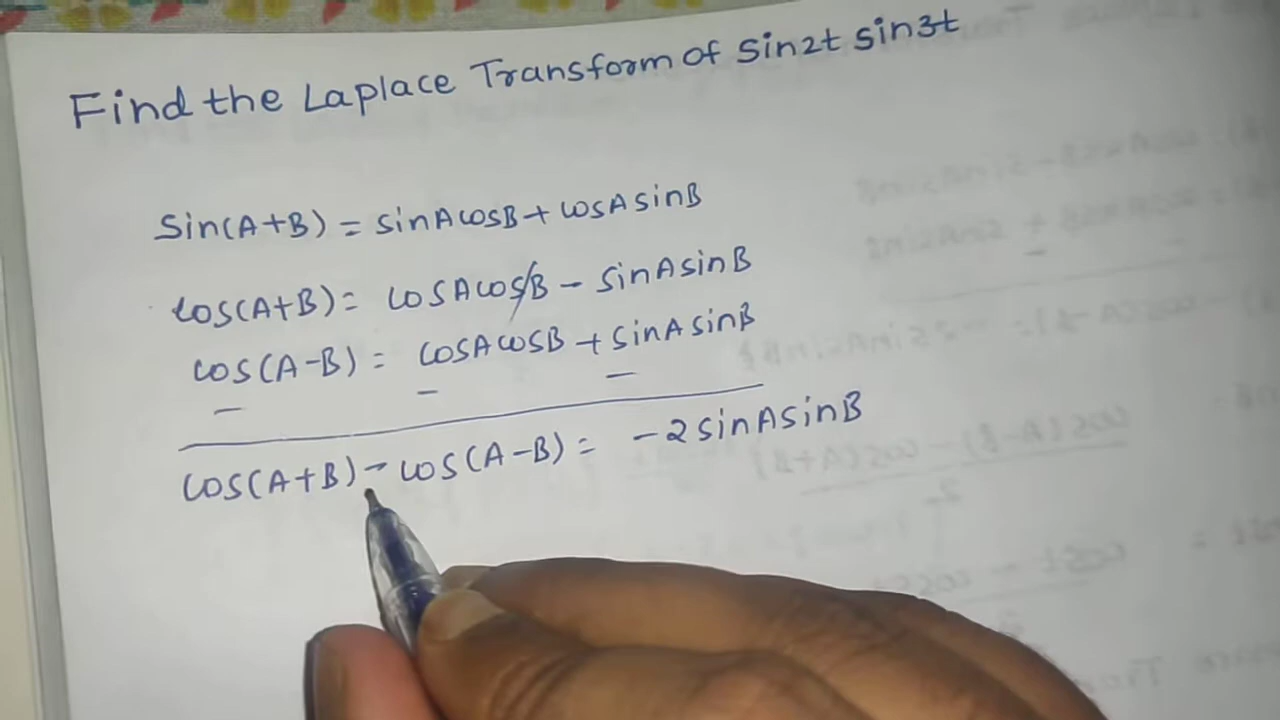 Find the Laplace Transform of sin2t sin3t
Sin(A+B) = sinAcosB + cosAsinB
cos(A+B) = cosAcosB - sinAsinB
cos(A-B) = cosAcosB + sinAsinB
- - -
cos(A+B) - cos(A-B) = -2sinAsinB